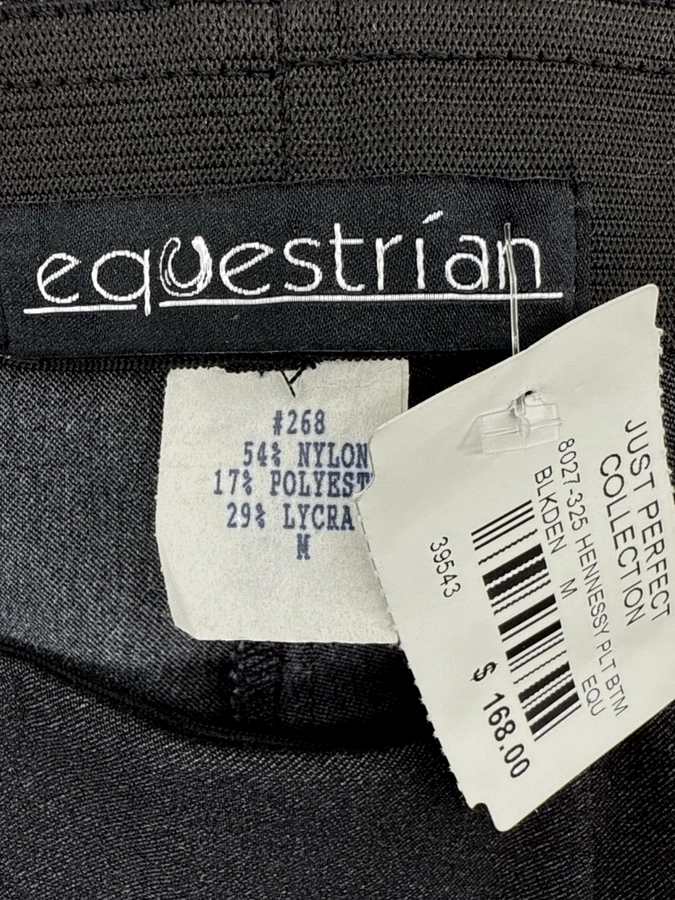 equestrían
#268
54% NYLON
17% POLYEST
29% LYCRA
M
JUST PERFECT
COLLECTION
8027-325 HENNESSY PLT BTM
BLKDEN M EQU
39543
$ 168.00